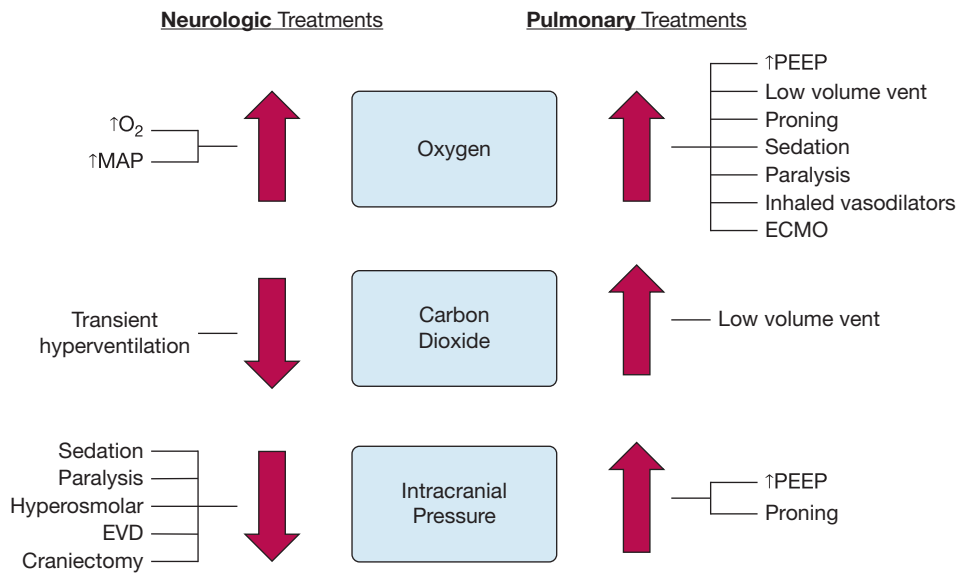 Neurologic Treatments
Pulmonary Treatments
↑O₂
↑MAP
Oxygen
↑PEEP
Low volume vent
Proning
Sedation
Paralysis
Inhaled vasodilators
ECMO
Transient
hyperventilation
Carbon
Dioxide
Low volume vent
Sedation
Paralysis
Hyperosmolar
EVD
Craniectomy
Intracranial
Pressure
↑PEEP
Proning